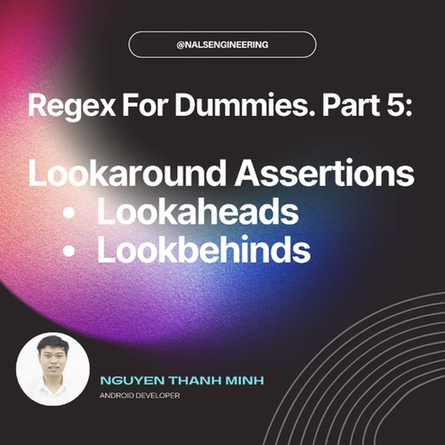 @NALSENGINEERING
Regex For Dummies. Part 5:
Lookaround Assertions
• Lookaheads
• Lookbehinds
NGUYEN THANH MINH
ANDROID DEVELOPER